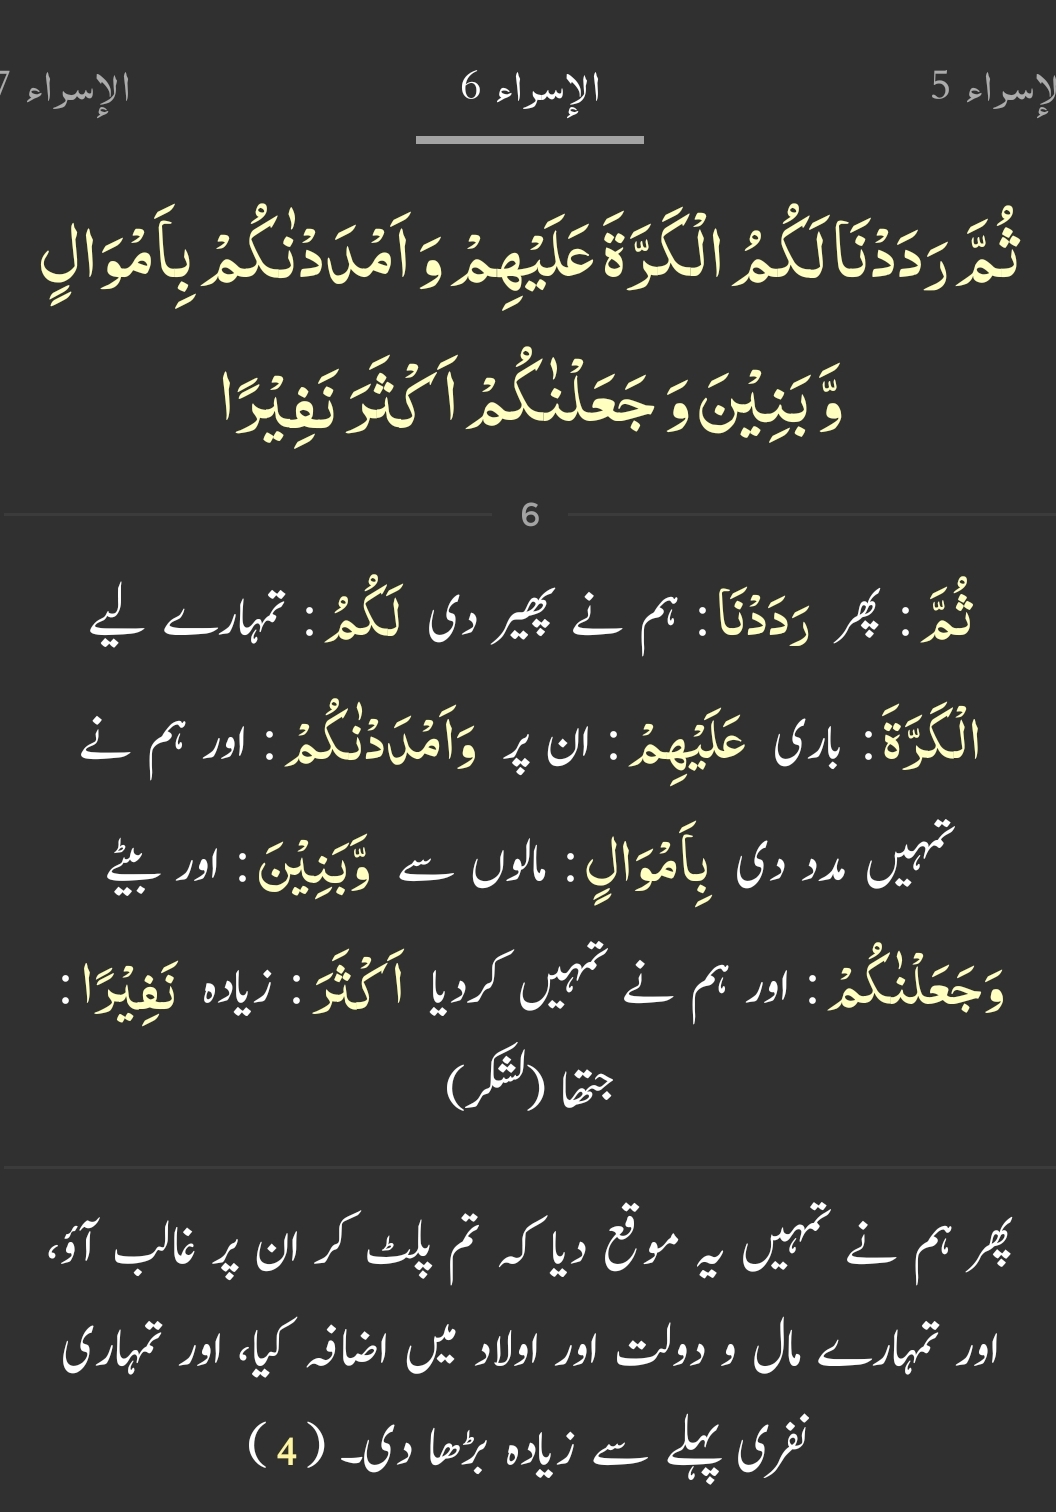 الإسراء 5 الإسراء 6 الإسراء 7
ثُمَّ رَدَدْنَا لَكُمُ الْكَرَّةَ عَلَيْهِمْ وَ اَمْدَدْنٰكُمْ بِاَمْوَالٍ
وَّ بَنِيْنَ وَ جَعَلْنٰكُمْ اَكْثَرَ نَفِيْرًا
6
ثُمَّ : پھر رَدَدْنَا : ہم نے پھیر دی لَكُمُ : تمہارے لیے
الْكَرَّةَ : باری عَلَيْهِمْ : ان پر وَاَمْدَدْنٰكُمْ : اور ہم نے
تمہیں مدد دی بِاَمْوَالٍ : مالوں سے وَّبَنِيْنَ : اور بیٹے
وَجَعَلْنٰكُمْ : اور ہم نے تمہیں کردیا اَكْثَرَ : زیادہ نَفِيْرًا :
جتھا (لشکر)
پھر ہم نے تمہیں یہ موقع دیا کہ تم پلٹ کر ان پر غالب آؤ،
اور تمہارے مال و دولت اور اولاد میں اضافہ کیا، اور تمہاری
نفری پہلے سے زیادہ بڑھا دی۔ (4)